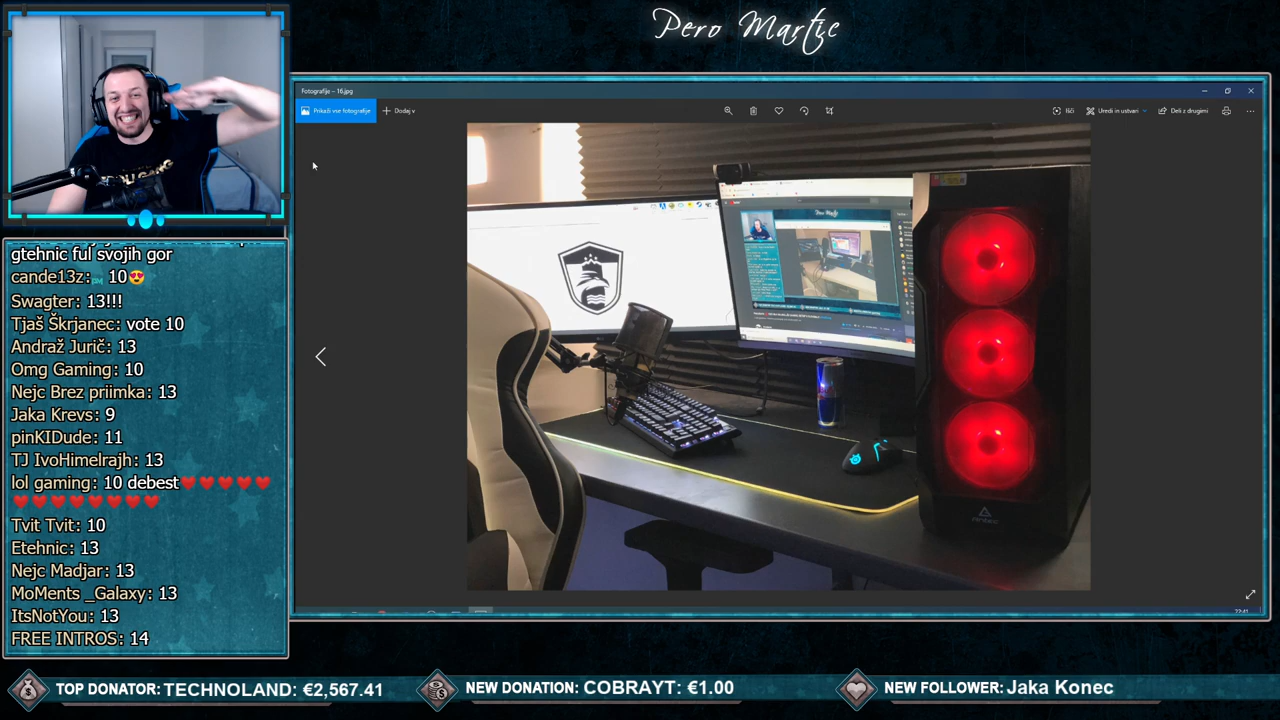 Pero Martic
Fotografije – 16.jpg
Prikaži vse fotografije
Dodaj v
Išči
Uredi in ustvari
Deli z drugimi
gtehnic ful svojih gor
cande13z: 10😍
Swagter: 13!!!
Tjaš Škrjanec: vote 10
Andraž Jurič: 13
Omg Gaming: 10
Nejc Brez priimka: 13
Jaka Krevs: 9
pinKIDude: 11
TJ IvoHimelrajh: 13
lol gaming: 10 debest❤️❤️❤️❤️❤️
❤️❤️❤️❤️❤️❤️❤️❤️
Tvit Tvit: 10
Etehnic: 13
Nejc Madjar: 13
MoMents _Galaxy: 13
ItsNotYou: 13
FREE INTROS: 14
Antec
22:41
TOP DONATOR: TECHNOLAND: €2,567.41
NEW DONATION: COBRAYT: €1.00
NEW FOLLOWER: Jaka Konec